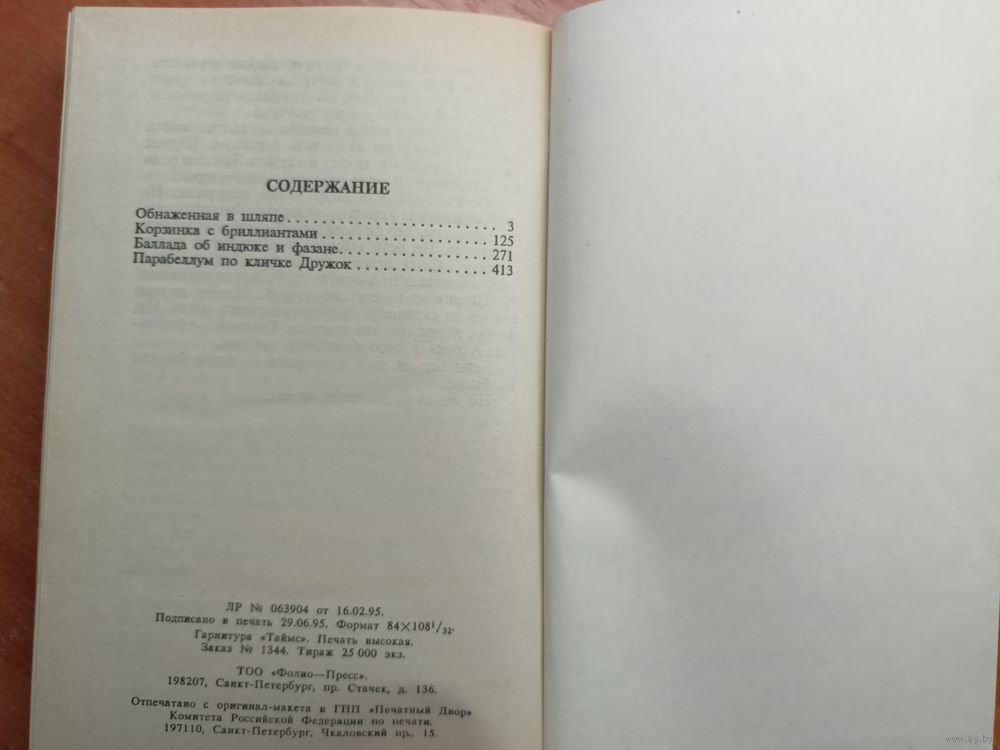 СОДЕРЖАНИЕ
Обнаженная в шляпе . . . . . . . . . . . . . . . . . . . . . . . . . 3
Корзинка с бриллиантами . . . . . . . . . . . . . . . . . . . . 125
Баллада об индюке и фазане. . . . . . . . . . . . . . . . . . 271
Парабеллум по кличке Дружок . . . . . . . . . . . . . . . . 413
ЛР № 063904 от 16.02.95.
Подписано в печать 29.06.95. Формат 84×108¹/₃₂.
Гарнитура «Таймс». Печать высокая.
Заказ № 1344. Тираж 25 000 экз.
ТОО «Фолио—Пресс».
198207, Санкт-Петербург, пр. Стачек, д. 136.
Отпечатано с оригинал-макета в ГПП «Печатный Двор»
Комитета Российской Федерации по печати.
197110, Санкт-Петербург, Чкаловский пр. 15.
www.ay.by